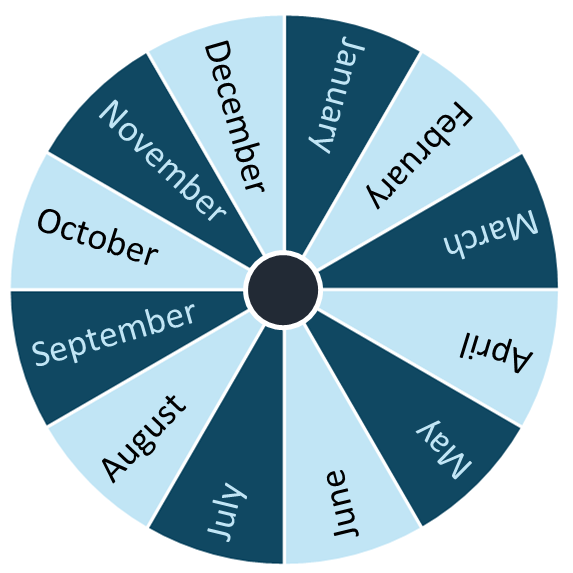 January
February
March
April
May
June
July
August
September
October
November
December